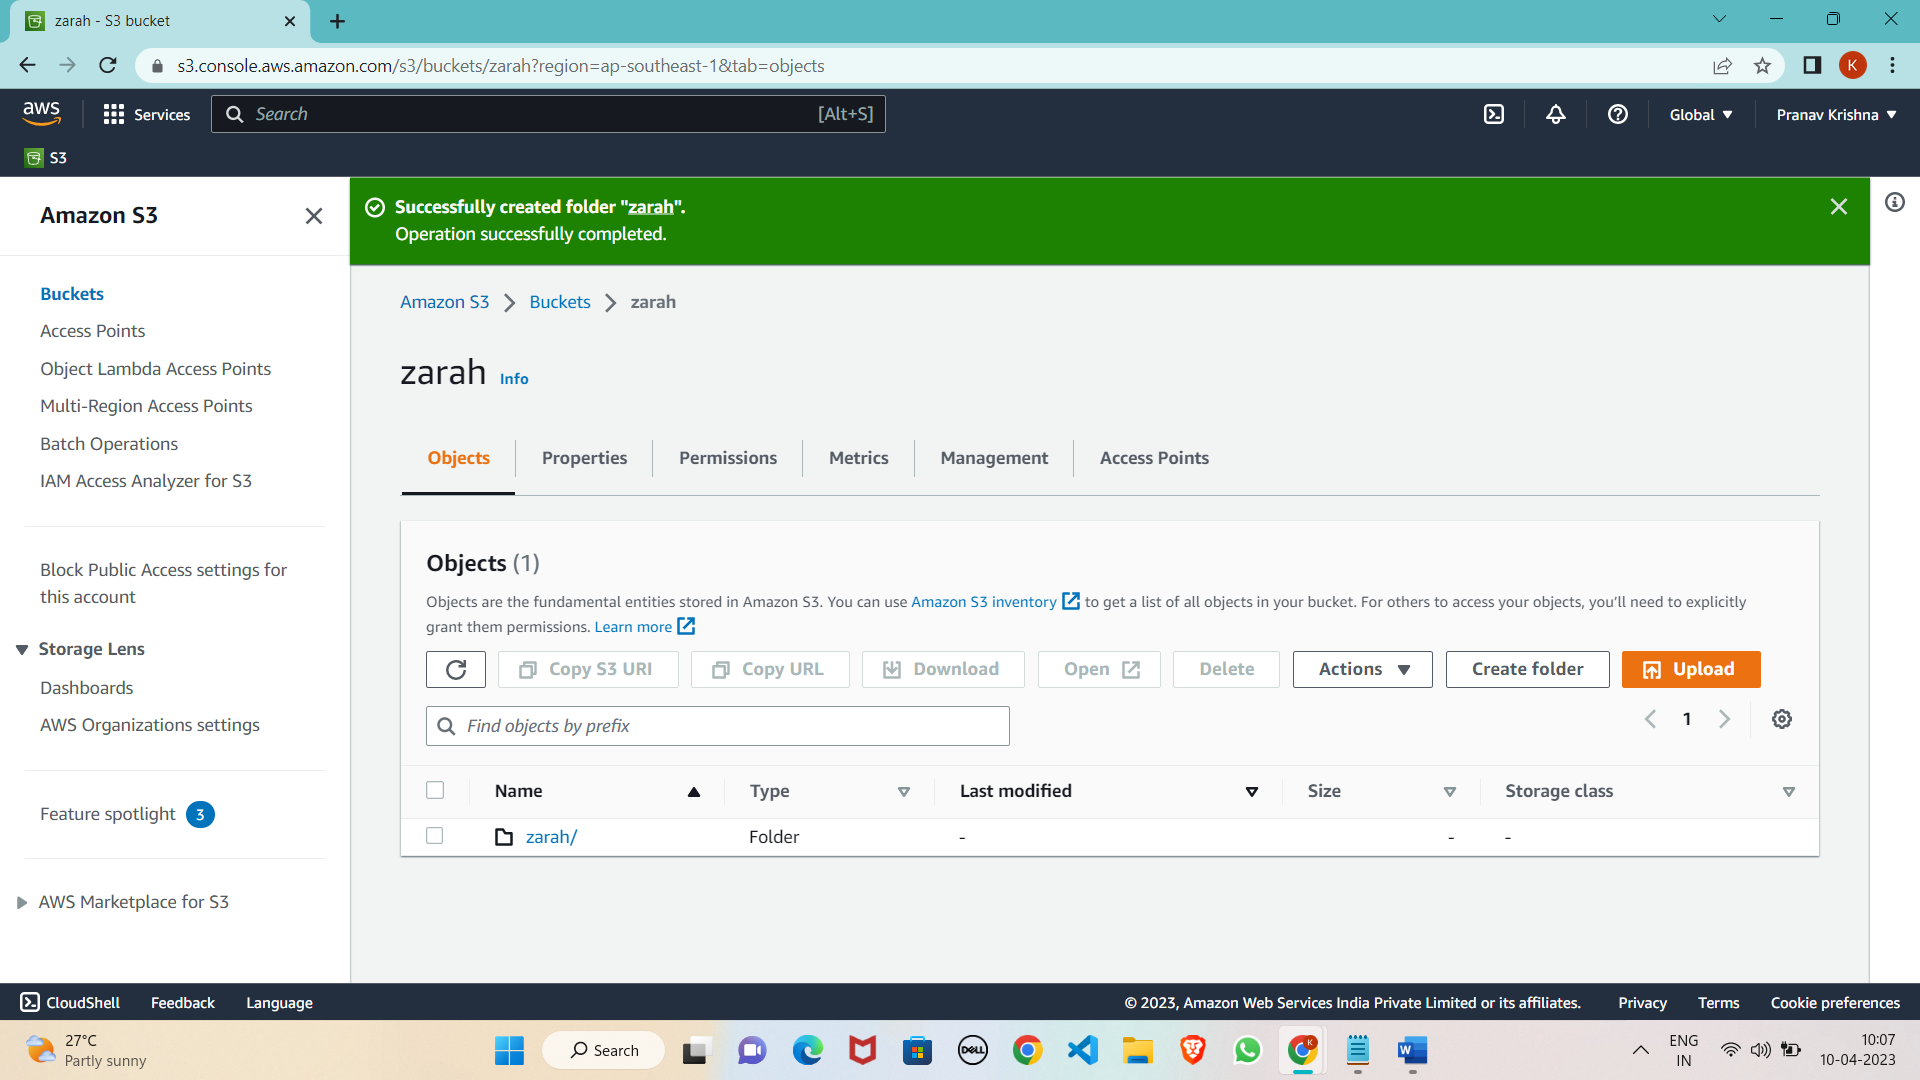 zarah - S3 bucket
s3.console.aws.amazon.com/s3/buckets/zarah?region=ap-southeast-1&tab=objects
K
aws
Services
Search
[Alt+S]
Global
Pranav Krishna
S3
Amazon S3
Buckets
Access Points
Object Lambda Access Points
Multi-Region Access Points
Batch Operations
IAM Access Analyzer for S3
Block Public Access settings for
this account
Storage Lens
Dashboards
AWS Organizations settings
Feature spotlight 3
AWS Marketplace for S3
Successfully created folder "zarah".
Operation successfully completed.
Amazon S3 > Buckets > zarah
zarah Info
Objects
Properties
Permissions
Metrics
Management
Access Points
Objects (1)
Objects are the fundamental entities stored in Amazon S3. You can use Amazon S3 inventory to get a list of all objects in your bucket. For others to access your objects, you'll need to explicitly
grant them permissions. Learn more
Copy S3 URI
Copy URL
Download
Open
Delete
Actions
Create folder
Upload
Find objects by prefix
1
Name
Type
Last modified
Size
Storage class
zarah/
Folder
-
-
-
CloudShell
Feedback
Language
© 2023, Amazon Web Services India Private Limited or its affiliates.
Privacy
Terms
Cookie preferences
27°C
Partly sunny
Search
DELL
K
W
ENG
IN
10:07
10-04-2023